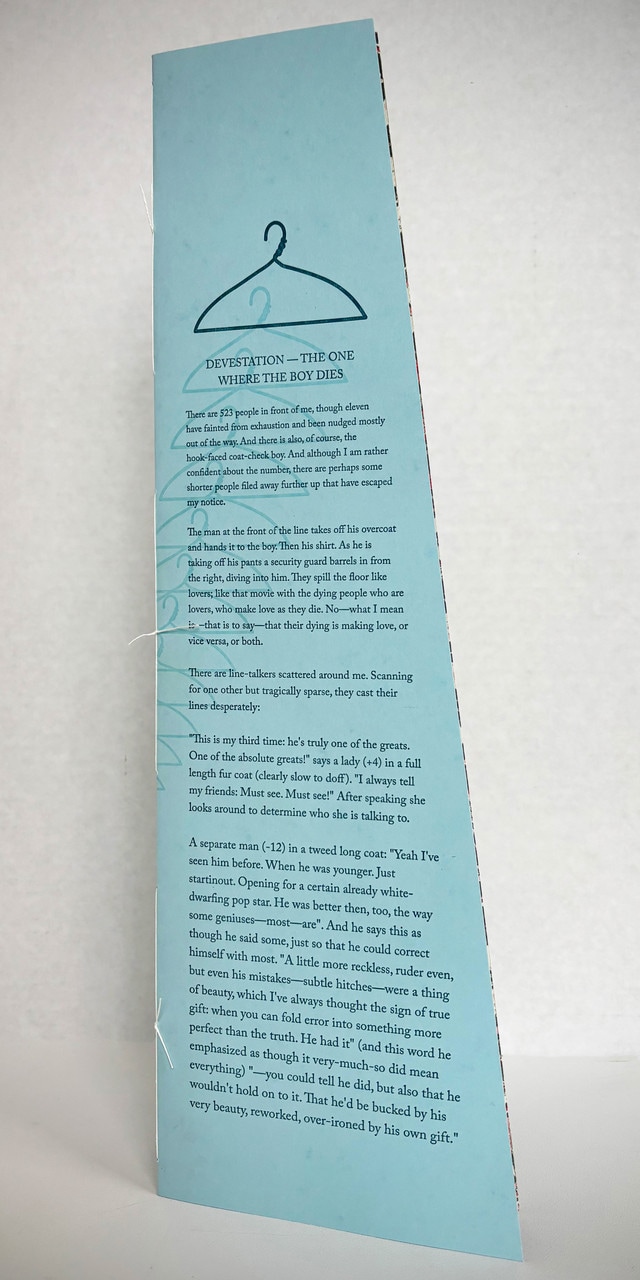 DEVESTATION — THE ONE
WHERE THE BOY DIES
There are 523 people in front of me, though eleven
have fainted from exhaustion and been nudged mostly
out of the way. And there is also, of course, the
hook-faced coat-check boy. And although I am rather
confident about the number, there are perhaps some
shorter people filed away further up that have escaped
my notice.
The man at the front of the line takes off his overcoat
and hands it to the boy. Then his shirt. As he is
taking off his pants a security guard barrels in from
the right, diving into him. They spill the floor like
lovers; like that movie with the dying people who are
lovers, who make love as they die. No—what I mean
is –that is to say—that their dying is making love, or
vice versa, or both.
There are line-talkers scattered around me. Scanning
for one other but tragically sparse, they cast their
lines desperately:
"This is my third time: he's truly one of the greats.
One of the absolute greats!" says a lady (+4) in a full
length fur coat (clearly slow to doff). "I always tell
my friends: Must see. Must see!" After speaking she
looks around to determine who she is talking to.
A separate man (-12) in a tweed long coat: "Yeah I've
seen him before. When he was younger. Just
startinout. Opening for a certain already white-
dwarfing pop star. He was better then, too, the way
some geniuses—most—are". And he says this as
though he said some, just so that he could correct
himself with most. "A little more reckless, ruder even,
but even his mistakes—subtle hitches—were a thing
of beauty, which I've always thought the sign of true
gift: when you can fold error into something more
perfect than the truth. He had it" (and this word he
emphasized as though it very-much-so did mean
everything) "—you could tell he did, but also that he
wouldn't hold on to it. That he'd be bucked by his
very beauty, reworked, over-ironed by his own gift."